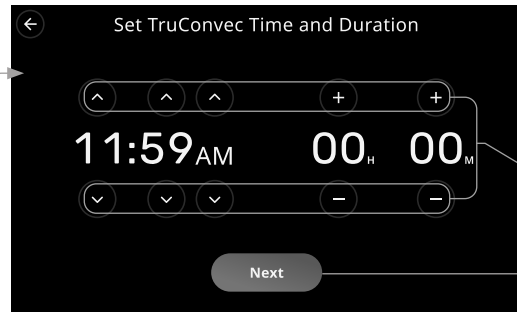 Set TruConvec Time and Duration
+ +
11:59AM 00H 00M
− −
Next